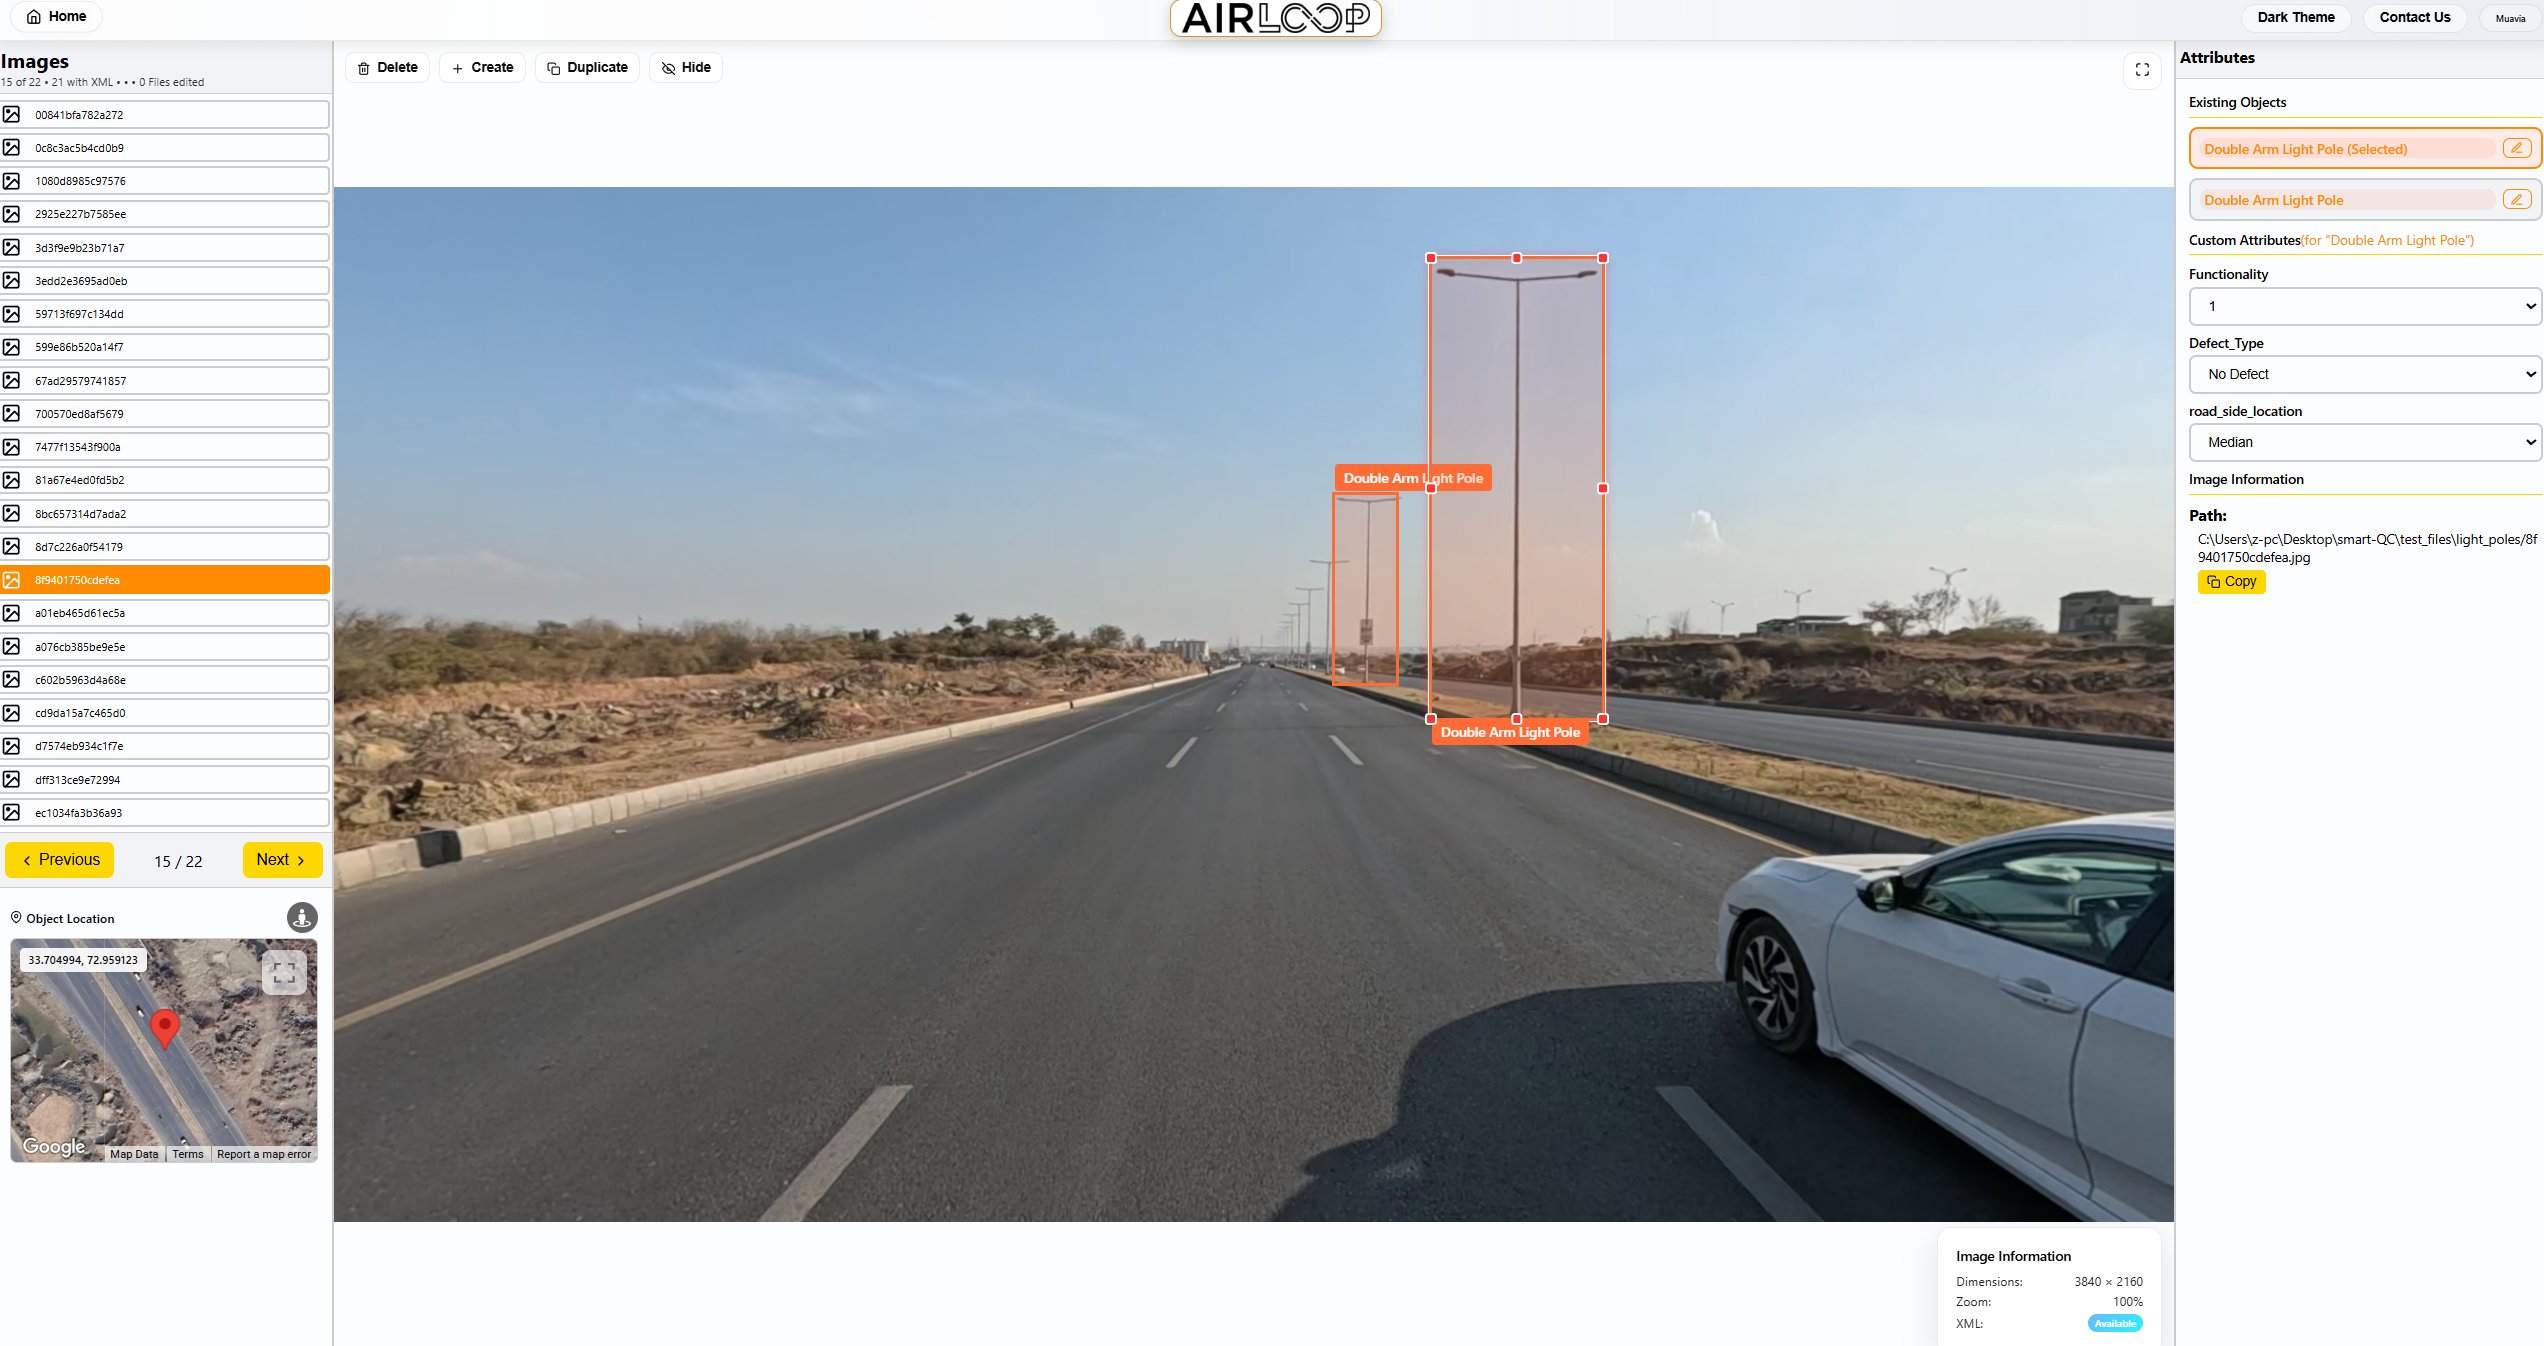 Home
AIRLOOP
Dark Theme
Contact Us
Muavia
Images
15 of 22 • 21 with XML • • • 0 Files edited
00841bfa782a272
0c8c3ac5b4cd0b9
1080d8985c97576
2925e227b7585ee
3d3f9e9b23b71a7
3edd2e3695ad0eb
59713f697c134dd
599e86b520a14f7
67ad29579741857
700570ed8af5679
7477f13543f900a
81a67e4ed0fd5b2
8bc657314d7ada2
8d7c226a0f54179
8f9401750cdefea
a01eb465d61ec5a
a076cb385be9e5e
c602b5963d4a68e
cd9da15a7c465d0
d7574eb934c1f7e
dff313ce9e72994
ec1034fa3b36a93
Previous
15 / 22
Next
Object Location
33.704994, 72.959123
Google
Map Data
Terms
Report a map error
Delete
Create
Duplicate
Hide
Double Arm Light Pole
Double Arm Light Pole
Image Information
Dimensions: 3840 × 2160
Zoom: 100%
XML: Available
Attributes
Existing Objects
Double Arm Light Pole (Selected)
Double Arm Light Pole
Custom Attributes(for "Double Arm Light Pole")
Functionality
1
Defect_Type
No Defect
road_side_location
Median
Image Information
Path:
C:\Users\z-pc\Desktop\smart-QC\test_files\light_poles/8f
9401750cdefea.jpg
Copy